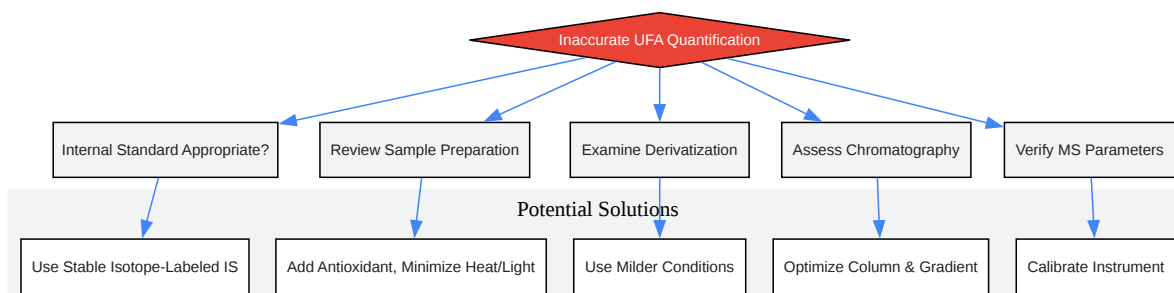 Inaccurate UFA Quantification
Internal Standard Appropriate?
Review Sample Preparation
Examine Derivatization
Assess Chromatography
Verify MS Parameters
Potential Solutions
Use Stable Isotope-Labeled IS
Add Antioxidant, Minimize Heat/Light
Use Milder Conditions
Optimize Column & Gradient
Calibrate Instrument